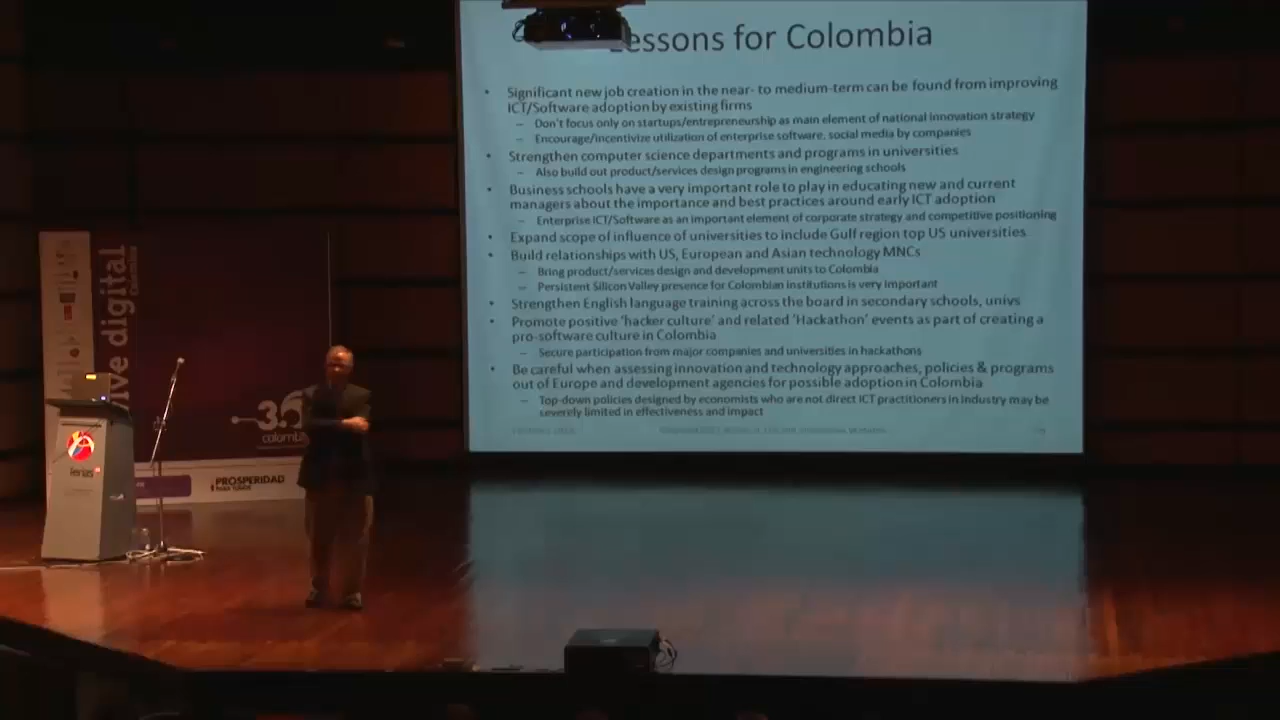 Lessons for Colombia
• Significant new job creation in the near- to medium-term can be found from improving
ICT/Software adoption by existing firms
– Don't focus only on startups/entrepreneurship as main element of national innovation strategy
– Encourage/incentivize utilization of enterprise software, social media by companies
• Strengthen computer science departments and programs in universities
– Also build out product/services design programs in engineering schools
• Business schools have a very important role to play in educating new and current
managers about the importance and best practices around early ICT adoption
– Enterprise ICT/Software as an important element of corporate strategy and competitive positioning
• Expand scope of influence of universities to include Gulf region top US universities
• Build relationships with US, European and Asian technology MNCs
– Bring product/services design and development units to Colombia
– Persistent Silicon Valley presence for Colombian institutions is very important
• Strengthen English language training across the board in secondary schools, univs
• Promote positive 'hacker culture' and related 'Hackathon' events as part of creating a
pro-software culture in Colombia
– Secure participation from major companies and universities in hackathons
• Be careful when assessing innovation and technology approaches, policies & programs
out of Europe and development agencies for possible adoption in Colombia
– Top-down policies designed by economists who are not direct ICT practitioners in industry may be
severely limited in effectiveness and impact
ive digital
Colombia
3.0
colombia
PROSPERIDAD
PARA TODOS
ferias